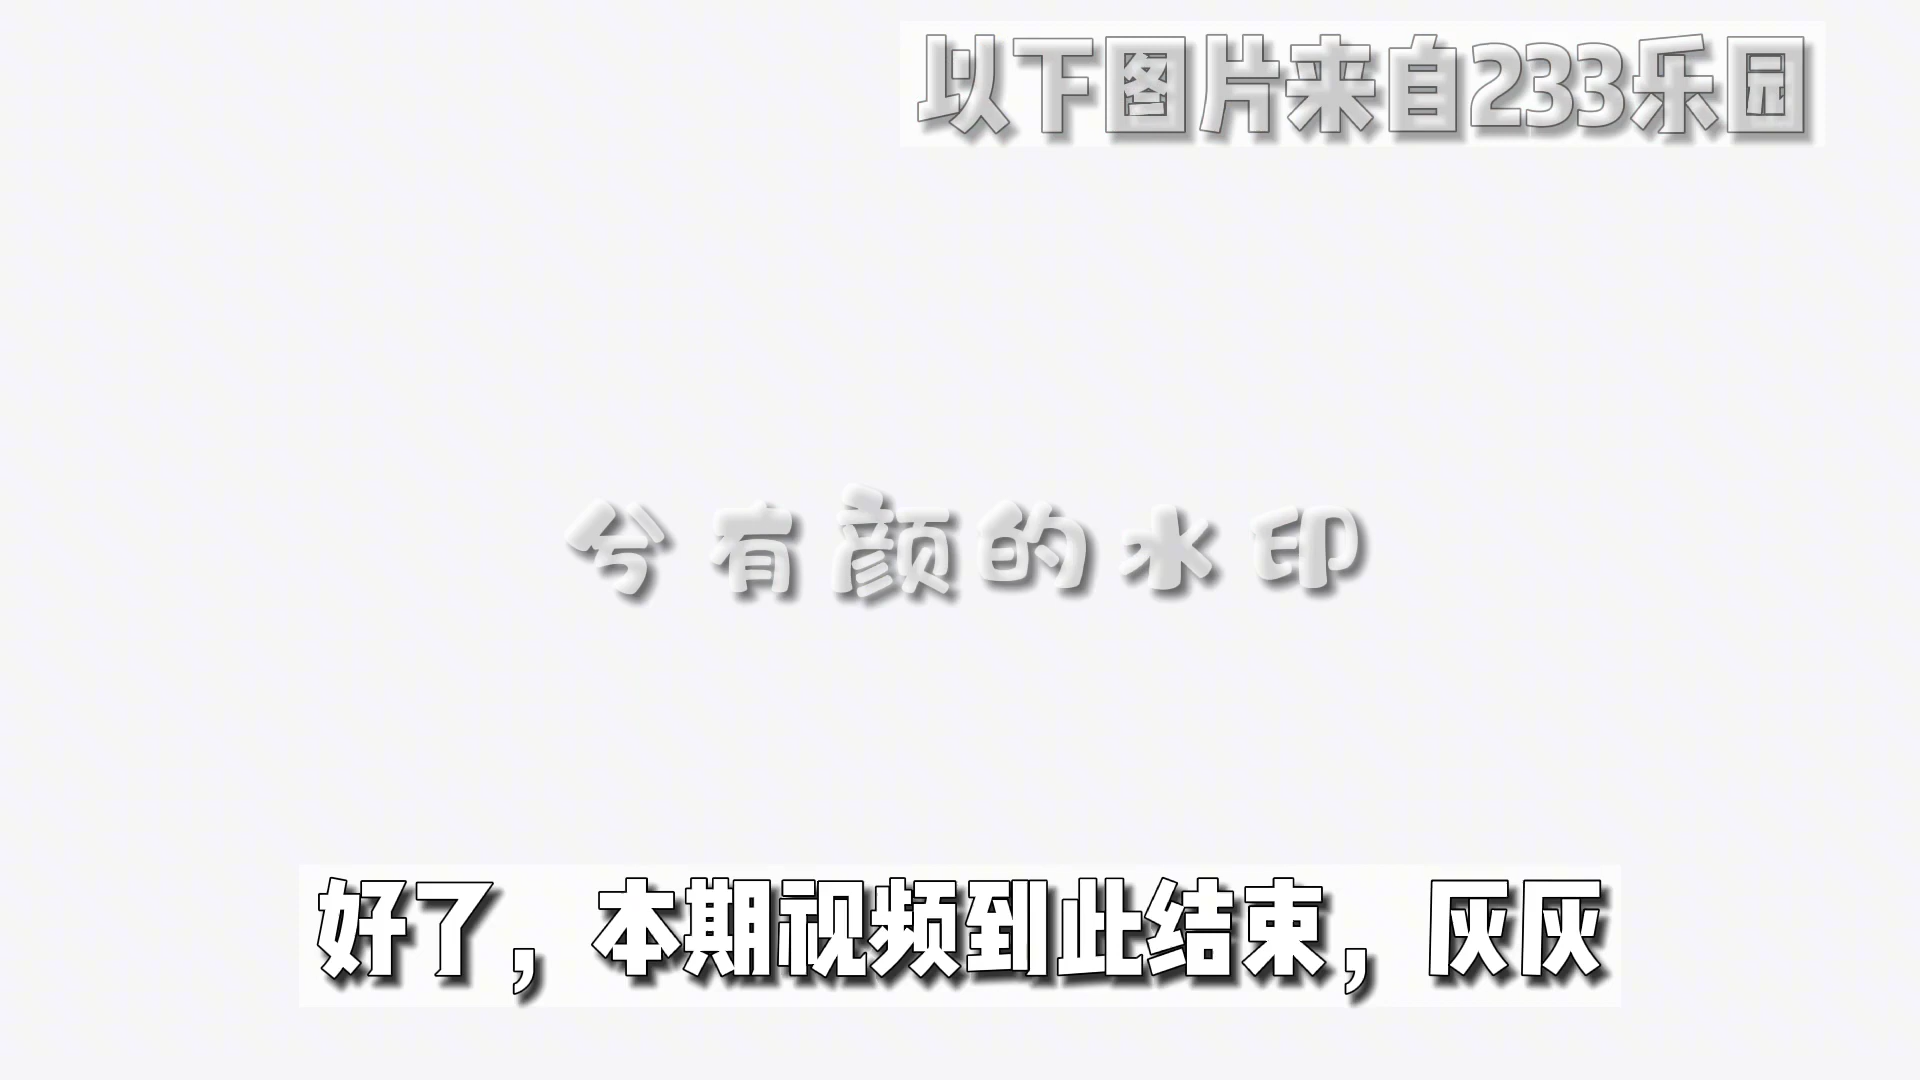 以下图片来自233乐园
兮有颜的水印
好了，本期视频到此结束，灰灰